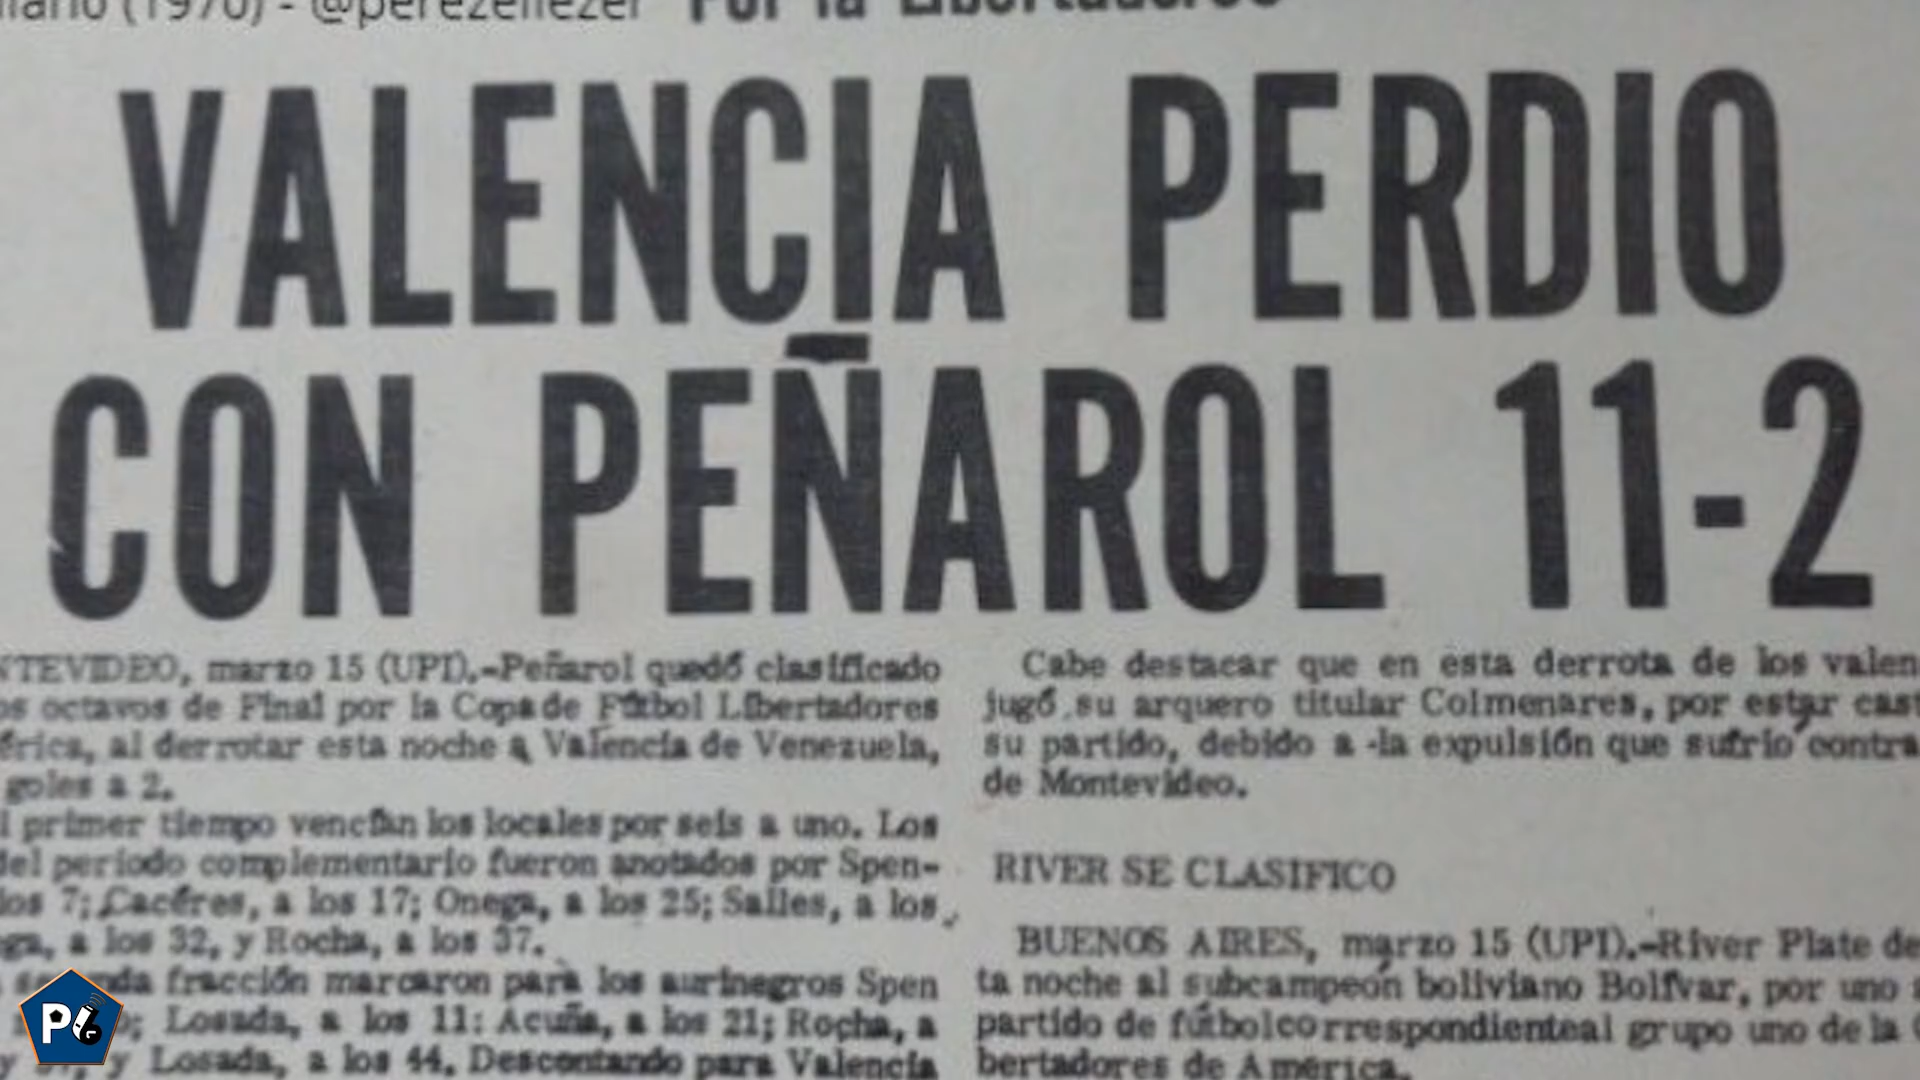 (1970) - @perezeliezer Por la Libertadores
VALENCIA PERDIO
CON PEÑAROL 11-2
NTEVIDEO, marzo 15 (UPI).-Peñarol quedó clasificado
os octavos de Final por la Copa de Fútbol Libertadores
érica, al derrotar esta noche a Valencia de Venezuela,
goles a 2.
l primer tiempo vencían los locales por seis a uno. Los
del período complementario fueron anotados por Spen-
los 7; Cacéres, a los 17; Onega, a los 25; Salles, a los
ga, a los 32, y Rocha, a los 37.
fracción marcaron para los aurinegros Spen
Losada, a los 11: Acuña, a los 21; Rocha, a
y Losada, a los 44. Descontando para Valencia
Cabe destacar que en esta derrota de los valen
jugó su arquero titular Colmenares, por estar cast
su partido, debido a -la expulsión que sufrió contra
de Montevideo.
RIVER SE CLASIFICO
BUENOS AIRES, marzo 15 (UPI).-River Plate de
ta noche al subcampeón boliviano Bolívar, por uno
partido de fútbol correspondiente al grupo uno de la
bertadores de América.
P6